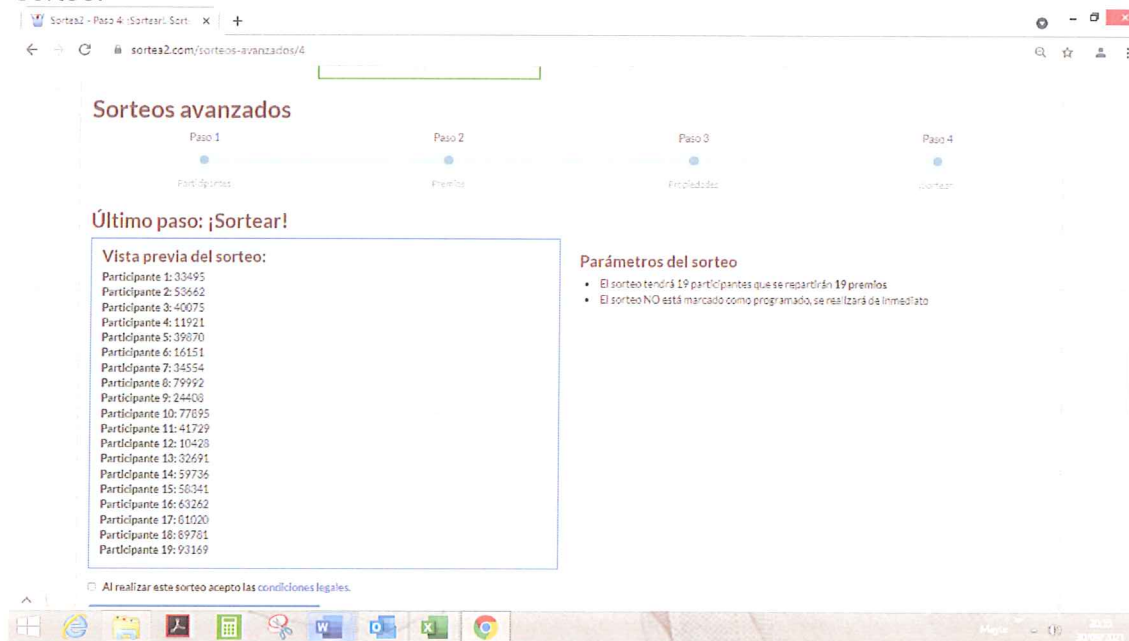 Sortea2 - Paso 4: ¡Sortear! Sort
sortea2.com/sorteos-avanzados/4
Sorteos avanzados
Paso 1 Paso 2 Paso 3 Paso 4
Participantes Premios Propiedades ¡Sortear!
Último paso: ¡Sortear!
Vista previa del sorteo:
Participante 1: 33495
Participante 2: 53662
Participante 3: 40075
Participante 4: 11921
Participante 5: 39870
Participante 6: 16151
Participante 7: 34554
Participante 8: 79992
Participante 9: 24408
Participante 10: 77895
Participante 11: 41729
Participante 12: 10428
Participante 13: 32691
Participante 14: 59736
Participante 15: 58341
Participante 16: 63262
Participante 17: 81020
Participante 18: 89781
Participante 19: 93169
Parámetros del sorteo
El sorteo tendrá 19 participantes que se repartirán 19 premios
El sorteo NO está marcado como programado, se realizará de inmediato
Al realizar este sorteo acepto las condiciones legales.